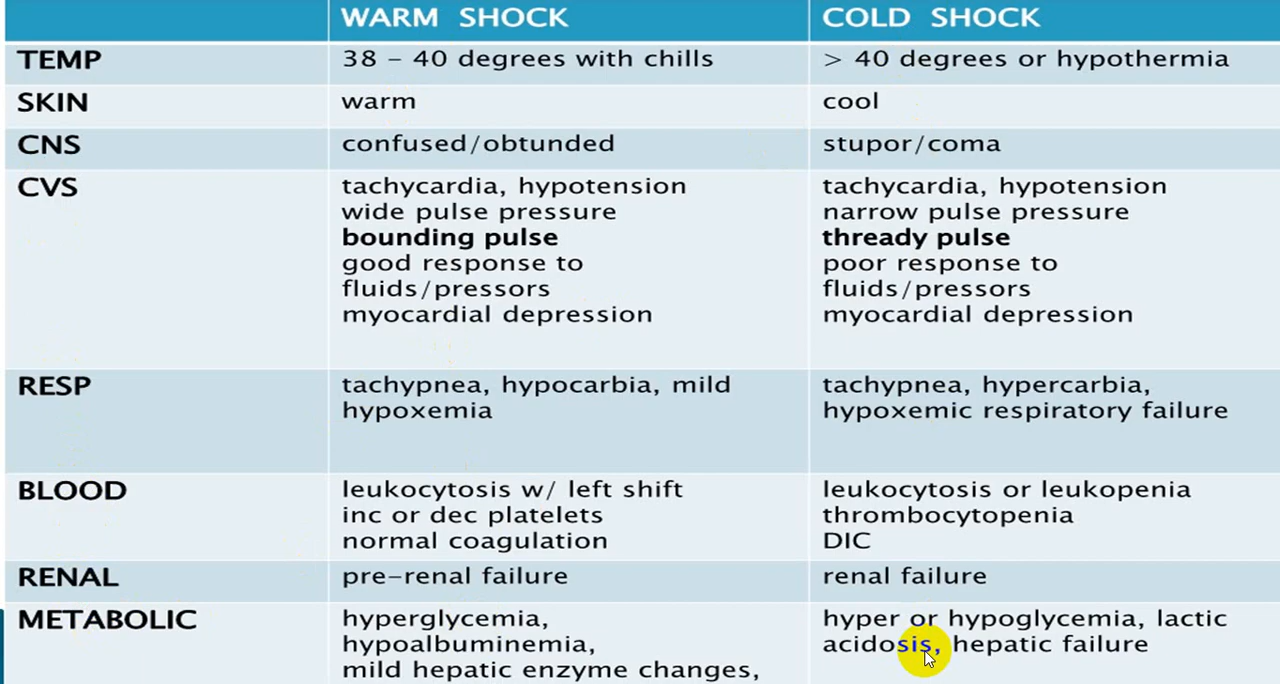 WARM SHOCK COLD SHOCK
TEMP 38 – 40 degrees with chills > 40 degrees or hypothermia
SKIN warm cool
CNS confused/obtunded stupor/coma
CVS tachycardia, hypotension tachycardia, hypotension
wide pulse pressure narrow pulse pressure
bounding pulse thready pulse
good response to poor response to
fluids/pressors fluids/pressors
myocardial depression myocardial depression
RESP tachypnea, hypocarbia, mild tachypnea, hypercarbia,
hypoxemia hypoxemic respiratory failure
BLOOD leukocytosis w/ left shift leukocytosis or leukopenia
inc or dec platelets thrombocytopenia
normal coagulation DIC
RENAL pre-renal failure renal failure
METABOLIC hyperglycemia, hyper or hypoglycemia, lactic
hypoalbuminemia, acidosis, hepatic failure
mild hepatic enzyme changes,